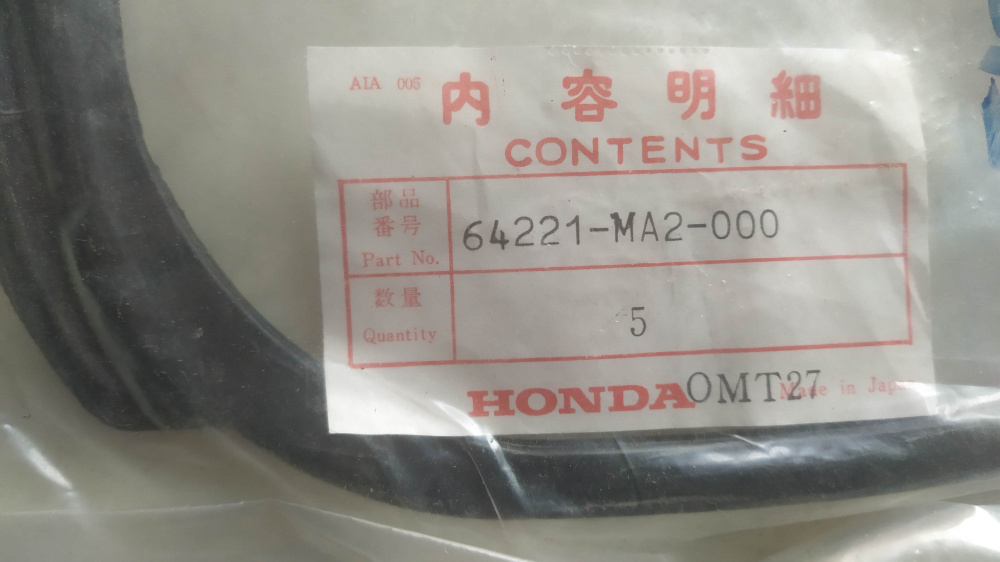 AIA 005
内容明細
CONTENTS
部品
番号
Part No.
64221-MA2-000
数量
Quantity
5
HONDA
OMT27
Made in Jap